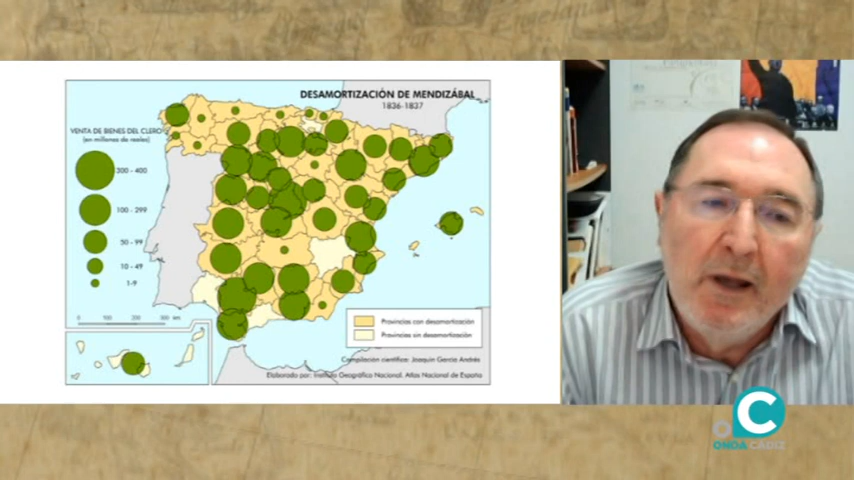 DESAMORTIZACIÓN DE MENDIZÁBAL
1836-1837
VENTA DE BIENES DEL CLERO
(en millones de reales)
300 - 400
100 - 299
50 - 99
10 - 49
1-9
Provincias con desamortización
Provincias sin desamortización
0 100 200 300 km
Compilación científica: Joaquín García Andrés
Elaborado por: Instituto Geográfico Nacional. Atlas Nacional de España
C
ONDA CÁDIZ